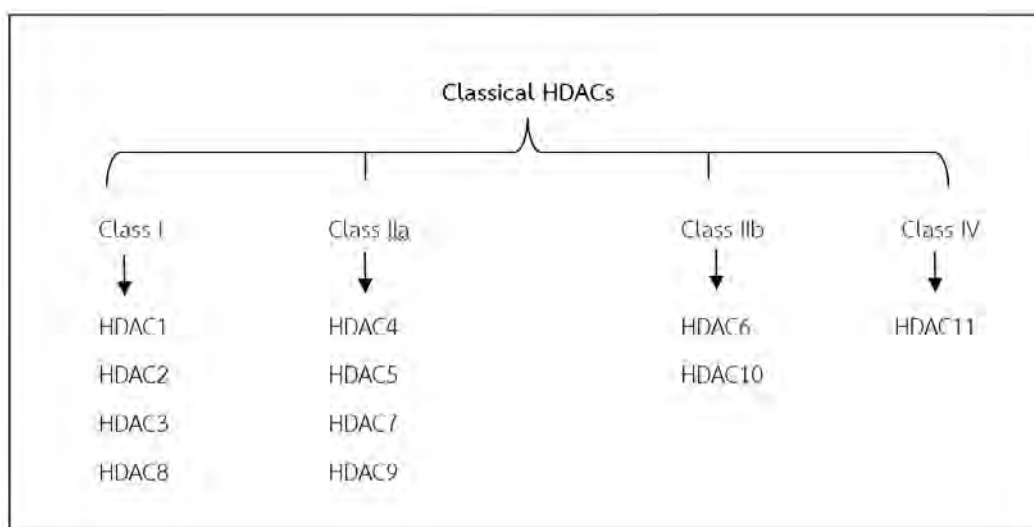 Classical HDACs
Class I Class IIa Class IIb Class IV
HDAC1 HDAC4 HDAC6 HDAC11
HDAC2 HDAC5 HDAC10
HDAC3 HDAC7
HDAC8 HDAC9